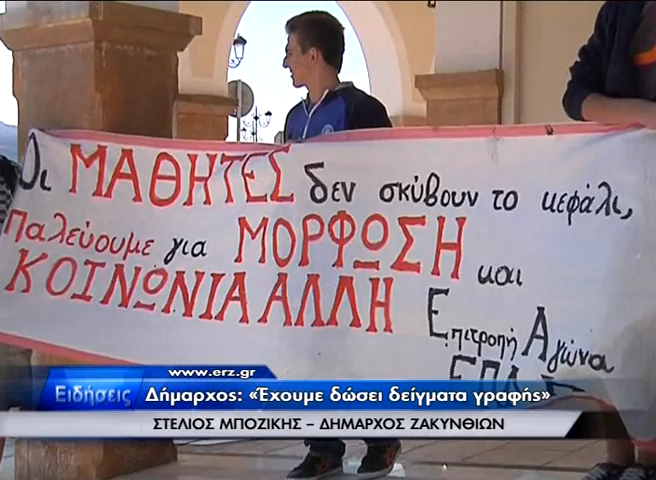 Οι ΜΑΘΗΤΕΣ δεν σκύβουν το κεφάλι,
Παλεύουμε για ΜΟΡΦΩΣΗ και
ΚΟΙΝΩΝΙΑ ΑΛΛΗ
Επιτροπή Αγώνα
www.erz.gr
Ειδήσεις
Δήμαρχος: «Έχουμε δώσει δείγματα γραφής»
ΣΤΕΛΙΟΣ ΜΠΟΖΙΚΗΣ – ΔΗΜΑΡΧΟΣ ΖΑΚΥΝΘΙΩΝ